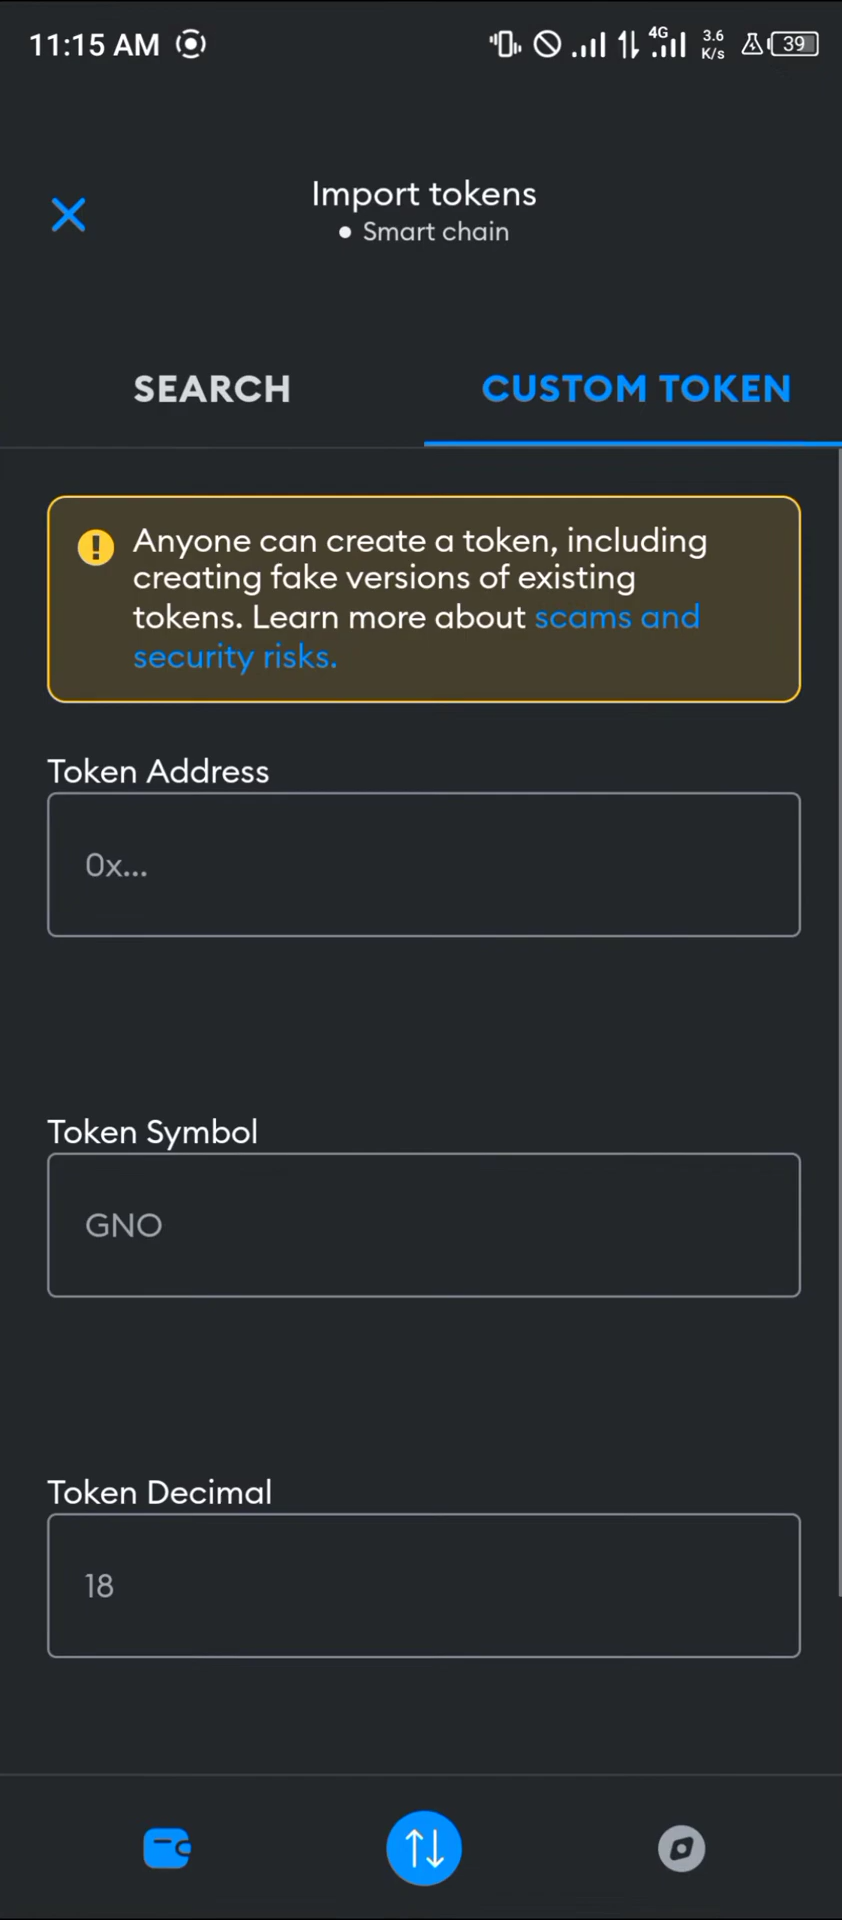 11:15 AM
4G
3.6
K/s
39
Import tokens
Smart chain
SEARCH
CUSTOM TOKEN
Anyone can create a token, including
creating fake versions of existing
tokens. Learn more about scams and
security risks.
Token Address
0x...
Token Symbol
GNO
Token Decimal
18